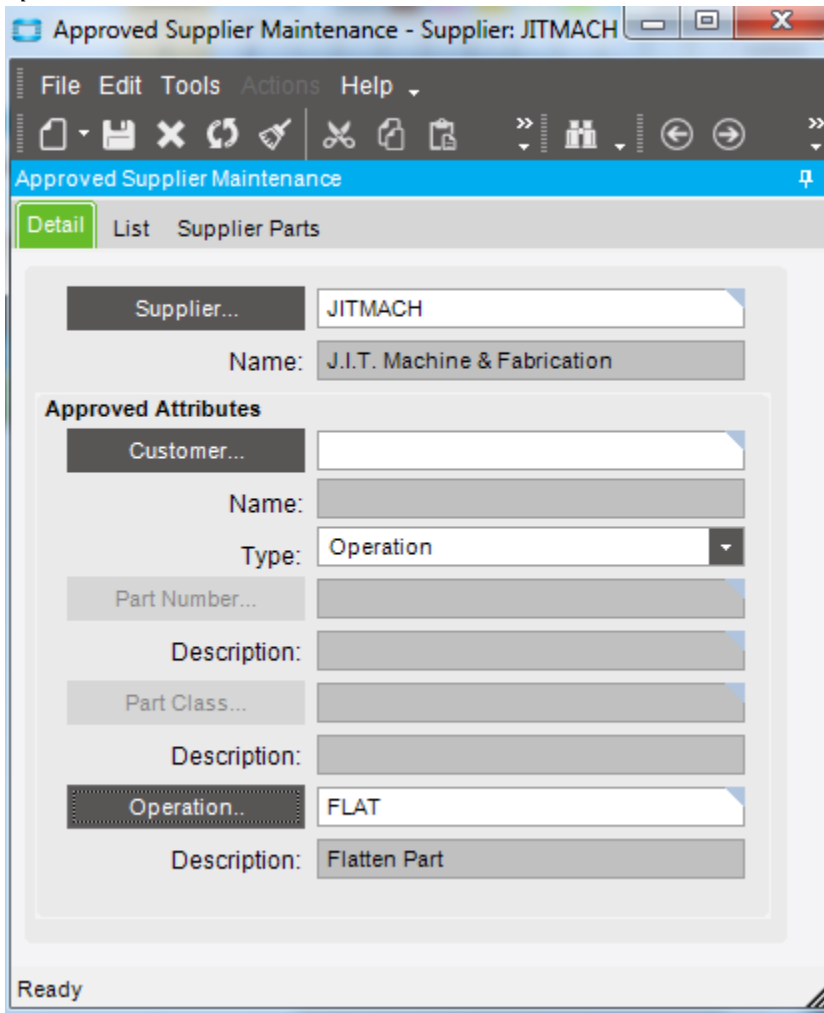 Approved Supplier Maintenance - Supplier: JITMACH
File Edit Tools Actions Help
Approved Supplier Maintenance
Detail List Supplier Parts
Supplier... JITMACH
Name: J.I.T. Machine & Fabrication
Approved Attributes
Customer...
Name:
Type: Operation
Part Number...
Description:
Part Class...
Description:
Operation.. FLAT
Description: Flatten Part
Ready